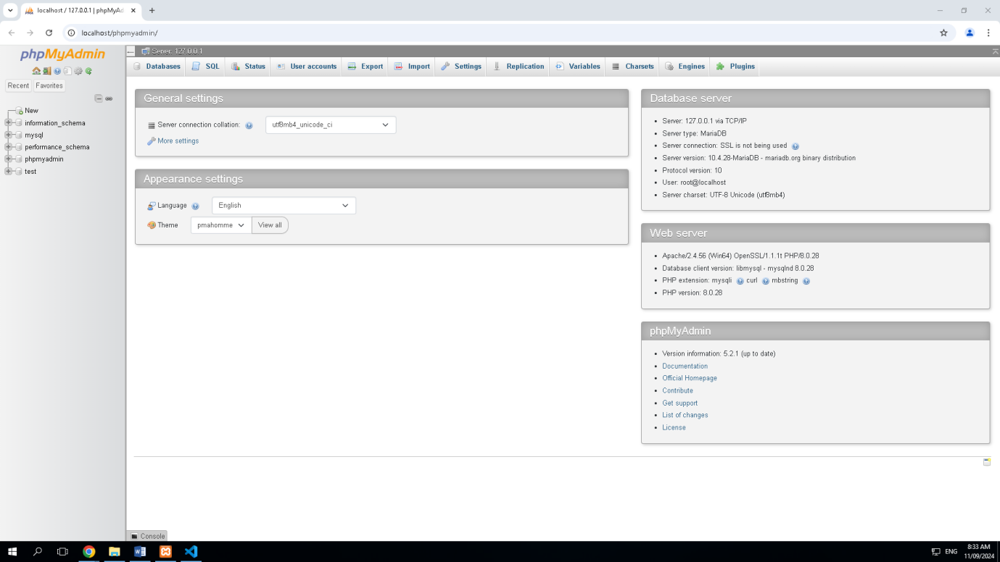 localhost / 127.0.0.1 | phpMyAd
localhost/phpmyadmin/
phpMyAdmin
Recent Favorites
New
information_schema
mysql
performance_schema
phpmyadmin
test
Server: 127.0.0.1
Databases SQL Status User accounts Export Import Settings Replication Variables Charsets Engines Plugins
General settings
Server connection collation: utf8mb4_unicode_ci
More settings
Appearance settings
Language English
Theme pmahomme View all
Database server
Server: 127.0.0.1 via TCP/IP
Server type: MariaDB
Server connection: SSL is not being used
Server version: 10.4.28-MariaDB - mariadb.org binary distribution
Protocol version: 10
User: root@localhost
Server charset: UTF-8 Unicode (utf8mb4)
Web server
Apache/2.4.56 (Win64) OpenSSL/1.1.1t PHP/8.0.28
Database client version: libmysql - mysqlnd 8.0.28
PHP extension: mysqli curl mbstring
PHP version: 8.0.28
phpMyAdmin
Version information: 5.2.1 (up to date)
Documentation
Official Homepage
Contribute
Get support
List of changes
License
Console
ENG
8:33 AM
11/09/2024